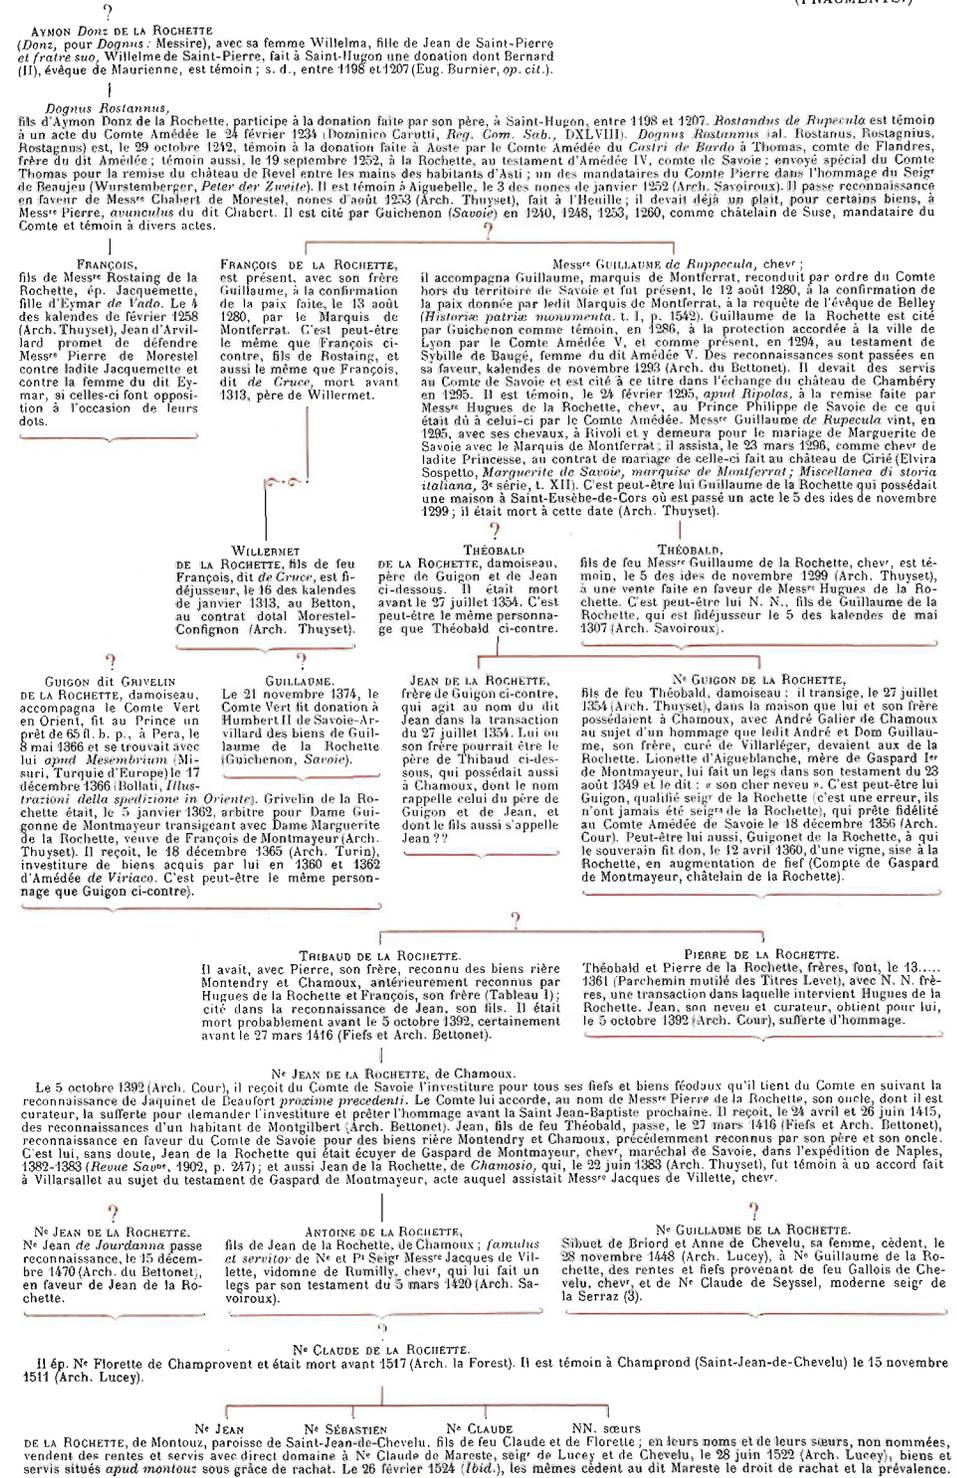 (FRAGMENTS.)
?
AYMON Donz DE LA ROCHETTE
(Donz, pour Dognus : Messire), avec sa femme Willelma, fille de Jean de Saint-Pierre
et fratre suo, Willelme de Saint-Pierre, fait à Saint-Hugon une donation dont Bernard
(II), évêque de Maurienne, est témoin ; s. d., entre 1198 et 1207 (Eug. Burnier, op. cit.).
Dognus Rostannus,
fils d'Aymon Donz de la Rochette, participe à la donation faite par son père, à Saint-Hugon, entre 1198 et 1207. Rostandus de Rupecula est témoin
à un acte du Comte Amédée le 24 février 1234 (Dominico Carutti, Reg. Com. Sab., DXLVIII). Dognus Rostannus (al. Rostanus, Rostagnius,
Rostagnus) est, le 29 octobre 1242, témoin à la donation faite à Aoste par le Comte Amédée du Castri de Bardo à Thomas, comte de Flandres,
frère du dit Amédée ; témoin aussi, le 19 septembre 1252, à la Rochette, au testament d'Amédée IV, comte de Savoie ; envoyé spécial du Comte
Thomas pour la remise du château de Revel entre les mains des habitants d'Asti ; un des mandataires du Comte Pierre dans l'hommage du Seigr
de Beaujeu (Wurstemberger, Peter der Zweite). Il est témoin à Aiguebelle, le 3 des nones de janvier 1252 (Arch. Savoiroux). Il passe reconnaissance
en faveur de Messre Chabert de Morestel, nones d'août 1253 (Arch. Thuyset), fait à l'Heuille ; il devait déjà un plait, pour certains biens, à
Messre Pierre, avunculus du dit Chabert. Il est cité par Guichenon (Savoie) en 1240, 1248, 1253, 1260, comme châtelain de Suse, mandataire du
Comte et témoin à divers actes.
?
FRANÇOIS,
fils de Messre Rostaing de la
Rochette, ép. Jacquemette,
fille d'Eymar de Vado. Le 4
des kalendes de février 1258
(Arch. Thuyset), Jean d'Arvil-
lard promet de défendre
Messre Pierre de Morestel
contre ladite Jacquemette et
contre la femme du dit Ey-
mar, si celles-ci font opposi-
tion à l'occasion de leurs
dots.
FRANÇOIS DE LA ROCHETTE,
est présent, avec son frère
Guillaume, à la confirmation
de la paix faite, le 13 août
1280, par le Marquis de
Montferrat. C'est peut-être
le même que François ci-
contre, fils de Rostaing, et
aussi le même que François,
dit de Cruce, mort avant
1313, père de Willermet.
Messre GUILLAUME de Ruppecula, chevr ;
il accompagna Guillaume, marquis de Montferrat, reconduit par ordre du Comte
hors du territoire de Savoie et fut présent, le 12 août 1280, à la confirmation de
la paix donnée par ledit Marquis de Montferrat, à la requête de l'évêque de Belley
(Historiæ patriæ monumenta. t. I, p. 1542). Guillaume de la Rochette est cité
par Guichenon comme témoin, en 1286, à la protection accordée à la ville de
Lyon par le Comte Amédée V, et comme présent, en 1294, au testament de
Sybille de Baugé, femme du dit Amédée V. Des reconnaissances sont passées en
sa faveur, kalendes de novembre 1293 (Arch. du Bettonet). Il devait des servis
au Comte de Savoie et est cité à ce titre dans l'échange du château de Chambéry
en 1295. Il est témoin, le 24 février 1295, apud Ripolas, à la remise faite par
Messre Hugues de la Rochette, chevr, au Prince Philippe de Savoie de ce qui
était dû à celui-ci par le Comte Amédée. Messre Guillaume de Rupecula vint, en
1295, avec ses chevaux, à Rivoli et y demeura pour le mariage de Marguerite de
Savoie avec le Marquis de Montferrat ; il assista, le 23 mars 1296, comme chevr de
ladite Princesse, au contrat de mariage de celle-ci fait au château de Cirié (Elvira
Sospetto, Marguerite de Savoie, marquise de Montferrat ; Miscellanea di storia
italiana, 3e série, t. XII). C'est peut-être lui Guillaume de la Rochette qui possédait
une maison à Saint-Eusèbe-de-Cors où est passé un acte le 5 des ides de novembre
1299 ; il était mort à cette date (Arch. Thuyset).
WILLERMET
DE LA ROCHETTE, fils de feu
François, dit de Cruce, est fi-
déjusseur, le 16 des kalendes
de janvier 1313, au Betton,
au contrat dotal Morestel-
Confignon (Arch. Thuyset).
?
THÉOBALD
DE LA ROCHETTE, damoiseau,
père de Guigon et de Jean
ci-dessous. Il était mort
avant le 27 juillet 1354. C'est
peut-être le même personna-
ge que Théobald ci-contre.
THÉOBALD,
fils de feu Messre Guillaume de la Rochette, chevr, est té-
moin, le 5 des ides de novembre 1299 (Arch. Thuyset),
à une vente faite en faveur de Messre Hugues de la Ro-
chette. C'est peut-être lui N. N., fils de Guillaume de la
Rochette, qui est fidéjusseur le 5 des kalendes de mai
1307 (Arch. Savoiroux).
?
GUIGON dit GRIVELIN
DE LA ROCHETTE, damoiseau,
accompagna le Comte Vert
en Orient, fit au Prince un
prêt de 65 fl. b. p., à Pera, le
8 mai 1366 et se trouvait avec
lui apud Mesembrium (Mi-
suri, Turquie d'Europe) le 17
décembre 1366 (Bollati, Illus-
trazioni della spedizione in Oriente). Grivelin de la Ro-
chette était, le 5 janvier 1362, arbitre pour Dame Gui-
gonne de Montmayeur transigeant avec Dame Marguerite
de la Rochette, veuve de François de Montmayeur (Arch.
Thuyset). Il reçoit, le 18 décembre 1365 (Arch. Turin),
investiture de biens acquis par lui en 1360 et 1362
d'Amédée de Viriaco. C'est peut-être le même person-
nage que Guigon ci-contre).
?
GUILLAUME.
Le 21 novembre 1374, le
Comte Vert fit donation à
Humbert II de Savoie-Ar-
villard des biens de Guil-
laume de la Rochette
(Guichenon, Savoie).
JEAN DE LA ROCHETTE,
frère de Guigon ci-contre,
qui agit au nom du dit
Jean dans la transaction
du 27 juillet 1354. Lui ou
son frère pourrait être le
père de Thibaud ci-des-
sous, qui possédait aussi
à Chamoux, dont le nom
rappelle celui du père de
Guigon et de Jean, et
dont le fils aussi s'appelle
Jean ??
Ne GUIGON DE LA ROCHETTE,
fils de feu Théobald, damoiseau ; il transige, le 27 juillet
1354 (Arch. Thuyset), dans la maison que lui et son frère
possédaient à Chamoux, avec André Galier de Chamoux
au sujet d'un hommage que ledit André et Dom Guillau-
me, son frère, curé de Villarléger, devaient aux de la
Rochette. Lionette d'Aigueblanche, mère de Gaspard Ier
de Montmayeur, lui fait un legs dans son testament du 23
août 1349 et le dit : « son cher neveu ». C'est peut-être lui
Guigon, qualifié seigr de la Rochette (c'est une erreur, ils
n'ont jamais été seigrs de la Rochette), qui prête fidélité
au Comte Amédée de Savoie le 18 décembre 1356 (Arch.
Cour). Peut-être lui aussi, Guigonet de la Rochette, à qui
le souverain fit don, le 12 avril 1360, d'une vigne, sise à la
Rochette, en augmentation de fief (Compte de Gaspard
de Montmayeur, châtelain de la Rochette).
?
THIBAUD DE LA ROCHETTE.
Il avait, avec Pierre, son frère, reconnu des biens rière
Montendry et Chamoux, antérieurement reconnus par
Hugues de la Rochette et François, son frère (Tableau I) ;
cité dans la reconnaissance de Jean, son fils. Il était
mort probablement avant le 5 octobre 1392, certainement
avant le 27 mars 1416 (Fiefs et Arch. Bettonet).
PIERRE DE LA ROCHETTE.
Théobald et Pierre de la Rochette, frères, font, le 13.....
1361 (Parchemin mutilé des Titres Levet), avec N. N. frè-
res, une transaction dans laquelle intervient Hugues de la
Rochette. Jean, son neveu et curateur, obtient pour lui,
le 5 octobre 1392 (Arch. Cour), sufferte d'hommage.
Ne JEAN DE LA ROCHETTE, de Chamoux.
Le 5 octobre 1392 (Arch. Cour), il reçoit du Comte de Savoie l'investiture pour tous ses fiefs et biens féodaux qu'il tient du Comte en suivant la
reconnaissance de Jaquinet de Beaufort proxime precedenti. Le Comte lui accorde, au nom de Messre Pierre de la Rochette, son oncle, dont il est
curateur, la sufferte pour demander l'investiture et prêter l'hommage avant la Saint Jean-Baptiste prochaine. Il reçoit, le 24 avril et 26 juin 1415,
des reconnaissances d'un habitant de Montgilbert (Arch. Bettonet). Jean, fils de feu Théobald, passe, le 27 mars 1416 (Fiefs et Arch. Bettonet),
reconnaissance en faveur du Comte de Savoie pour des biens rière Montendry et Chamoux, précédemment reconnus par son père et son oncle.
C'est lui, sans doute, Jean de la Rochette qui était écuyer de Gaspard de Montmayeur, chevr, maréchal de Savoie, dans l'expédition de Naples,
1382-1383 (Revue Savne, 1902, p. 247) ; et aussi Jean de la Rochette, de Chamosio, qui, le 22 juin 1383 (Arch. Thuyset), fut témoin à un accord fait
à Villarsallet au sujet du testament de Gaspard de Montmayeur, acte auquel assistait Messre Jacques de Villette, chevr.
?
Ne JEAN DE LA ROCHETTE.
Ne Jean de Jourdanna passe
reconnaissance, le 15 décem-
bre 1470 (Arch. du Bettonet),
en faveur de Jean de la Ro-
chette.
ANTOINE DE LA ROCHETTE,
fils de Jean de la Rochette, de Chamoux ; famulus
et servitor de Ne et Pt Seigr Messre Jacques de Vil-
lette, vidomne de Rumilly, chevr, qui lui fait un
legs par son testament du 5 mars 1420 (Arch. Sa-
voiroux).
?
Ne GUILLAUME DE LA ROCHETTE.
Sibuet de Briord et Anne de Chevelu, sa femme, cèdent, le
28 novembre 1448 (Arch. Lucey), à Ne Guillaume de la Ro-
chette, des rentes et fiefs provenant de feu Gallois de Che-
velu, chevr, et de Ne Claude de Seyssel, moderne seigr de
la Serraz (3).
?
Ne CLAUDE DE LA ROCHETTE.
Il ép. Ne Florette de Champrovent et était mort avant 1517 (Arch. la Forest). Il est témoin à Champrond (Saint-Jean-de-Chevelu) le 15 novembre
1511 (Arch. Lucey).
Ne JEAN Ne SÉBASTIEN Ne CLAUDE NN. sœurs
DE LA ROCHETTE, de Montouz, paroisse de Saint-Jean-de-Chevelu, fils de feu Claude et de Florette ; en leurs noms et de leurs sœurs, non nommées,
vendent des rentes et servis avec direct domaine à Ne Claude de Mareste, seigr de Lucey et de Chevelu, le 28 juin 1522 (Arch. Lucey), biens et
servis situés apud montouz sous grâce de rachat. Le 26 février 1524 (Ibid.), les mêmes cèdent au dit Mareste le droit de rachat et la prévalence.